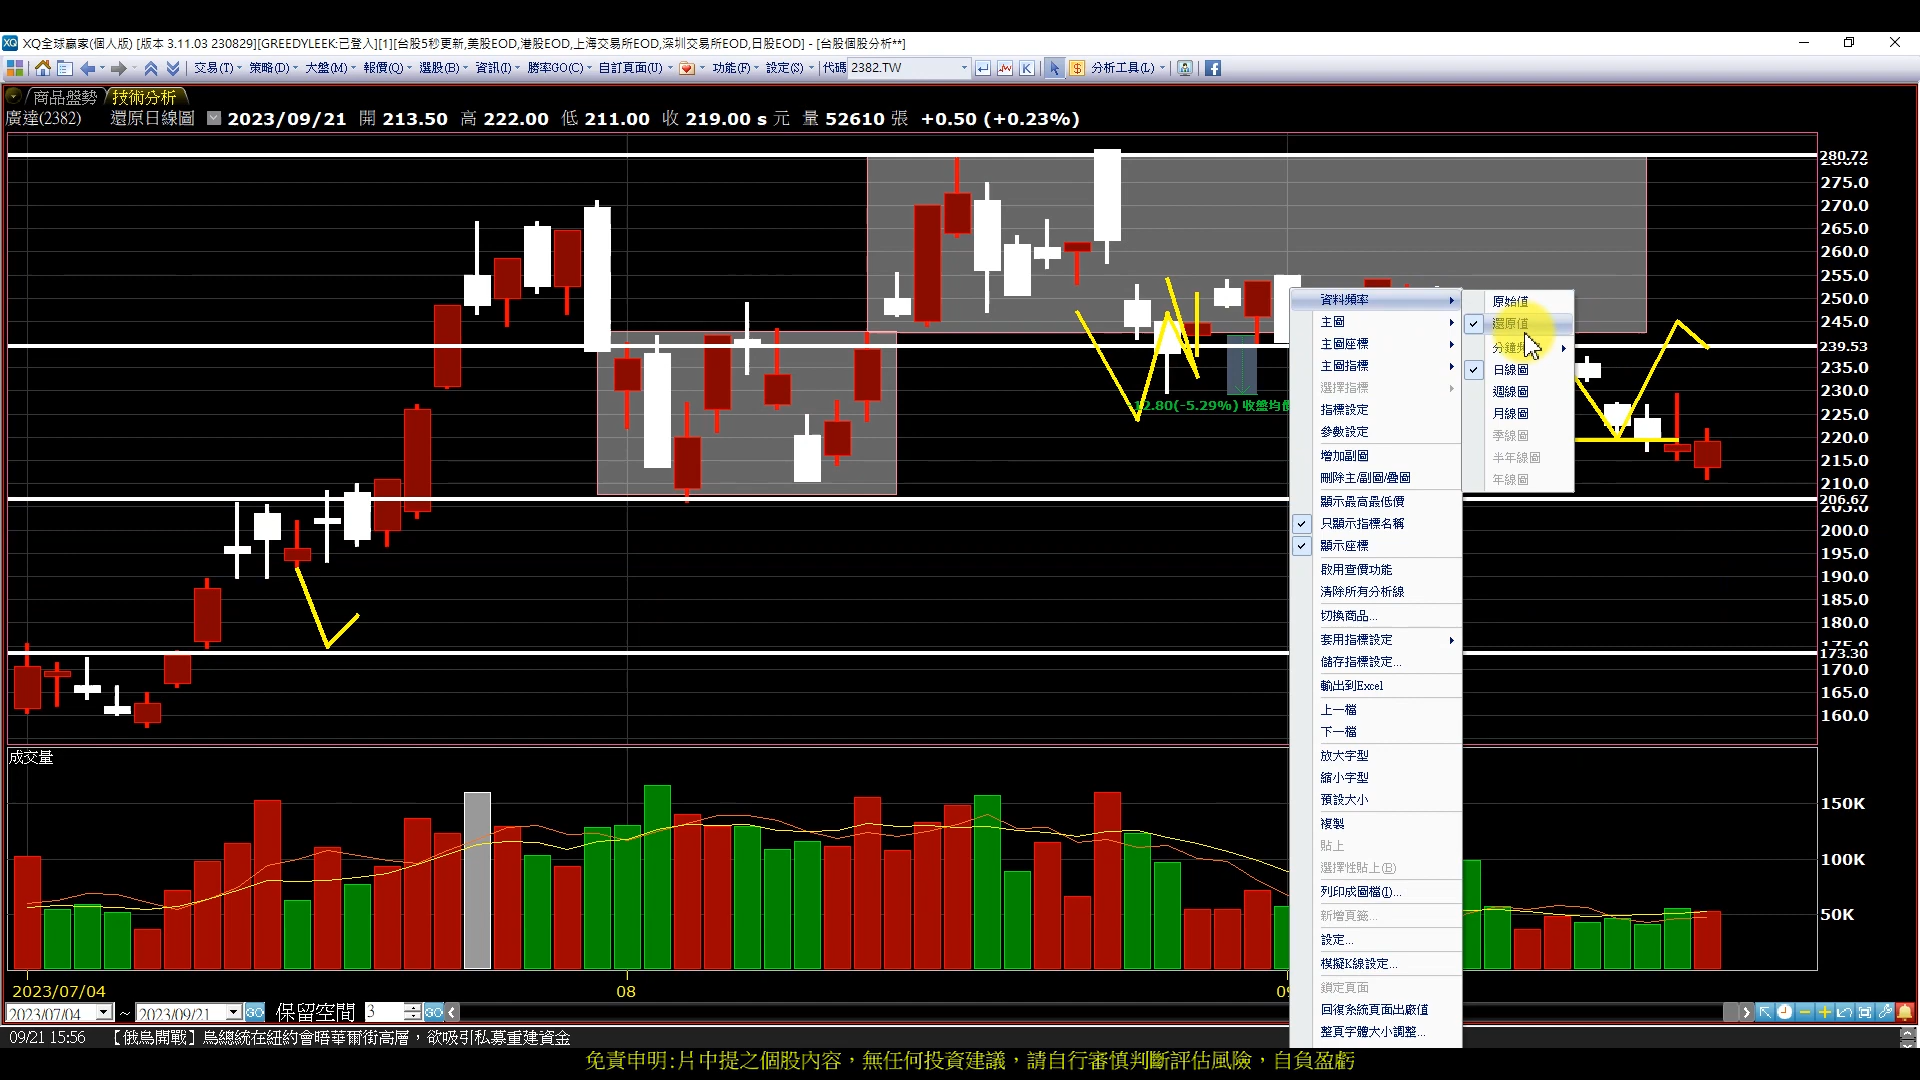 XQ全球贏家(個人版) [版本 3.11.03 230829][GREEDYLEEK:已登入][1][台股5秒更新,美股EOD,港股EOD,上海交易所EOD,深圳交易所EOD,日股EOD] - [台股個股分析**]
交易(T) 策略(D) 大盤(M) 報價(Q) 選股(B) 資訊(I) 勝率GO(C) 自訂頁面(U) 功能(F) 設定(S) 代碼 2382.TW K $ 分析工具(L)
商品盤勢 技術分析
廣達(2382) 還原日線圖 2023/09/21 開 213.50 高 222.00 低 211.00 收 219.00 s 元 量 52610 張 +0.50 (+0.23%)
280.72
275.0
270.0
265.0
260.0
255.0
250.0
245.0
239.53
235.0
230.0
225.0
220.0
215.0
210.0
206.67
200.0
195.0
190.0
185.0
180.0
173.30
170.0
165.0
160.0
12.80(-5.29%) 收盤均價
資料頻率
主圖
主圖座標
主圖指標
選擇指標
指標設定
參數設定
增加副圖
刪除主/副圖/疊圖
顯示最高最低價
只顯示指標名稱
顯示座標
啟用查價功能
清除所有分析線
切換商品...
套用指標設定
儲存指標設定...
輸出到Excel
上一檔
下一檔
放大字型
縮小字型
預設大小
複製
貼上
選擇性貼上(B)
列印成圖檔(I)...
新增頁籤...
設定...
模擬K線設定...
鎖定頁面
回復系統頁面出廠值
整頁字體大小調整...
原始值
還原值
分鐘
日線圖
週線圖
月線圖
季線圖
半年線圖
年線圖
成交量
150K
100K
50K
2023/07/04 08
2023/07/04 ~ 2023/09/21 GO 保留空間 3 GO
09/21 15:56 【俄烏開戰】烏總統在紐約會晤華爾街高層，欲吸引私募重建資金
免責申明:片中提之個股內容，無任何投資建議，請自行審慎判斷評估風險，自負盈虧